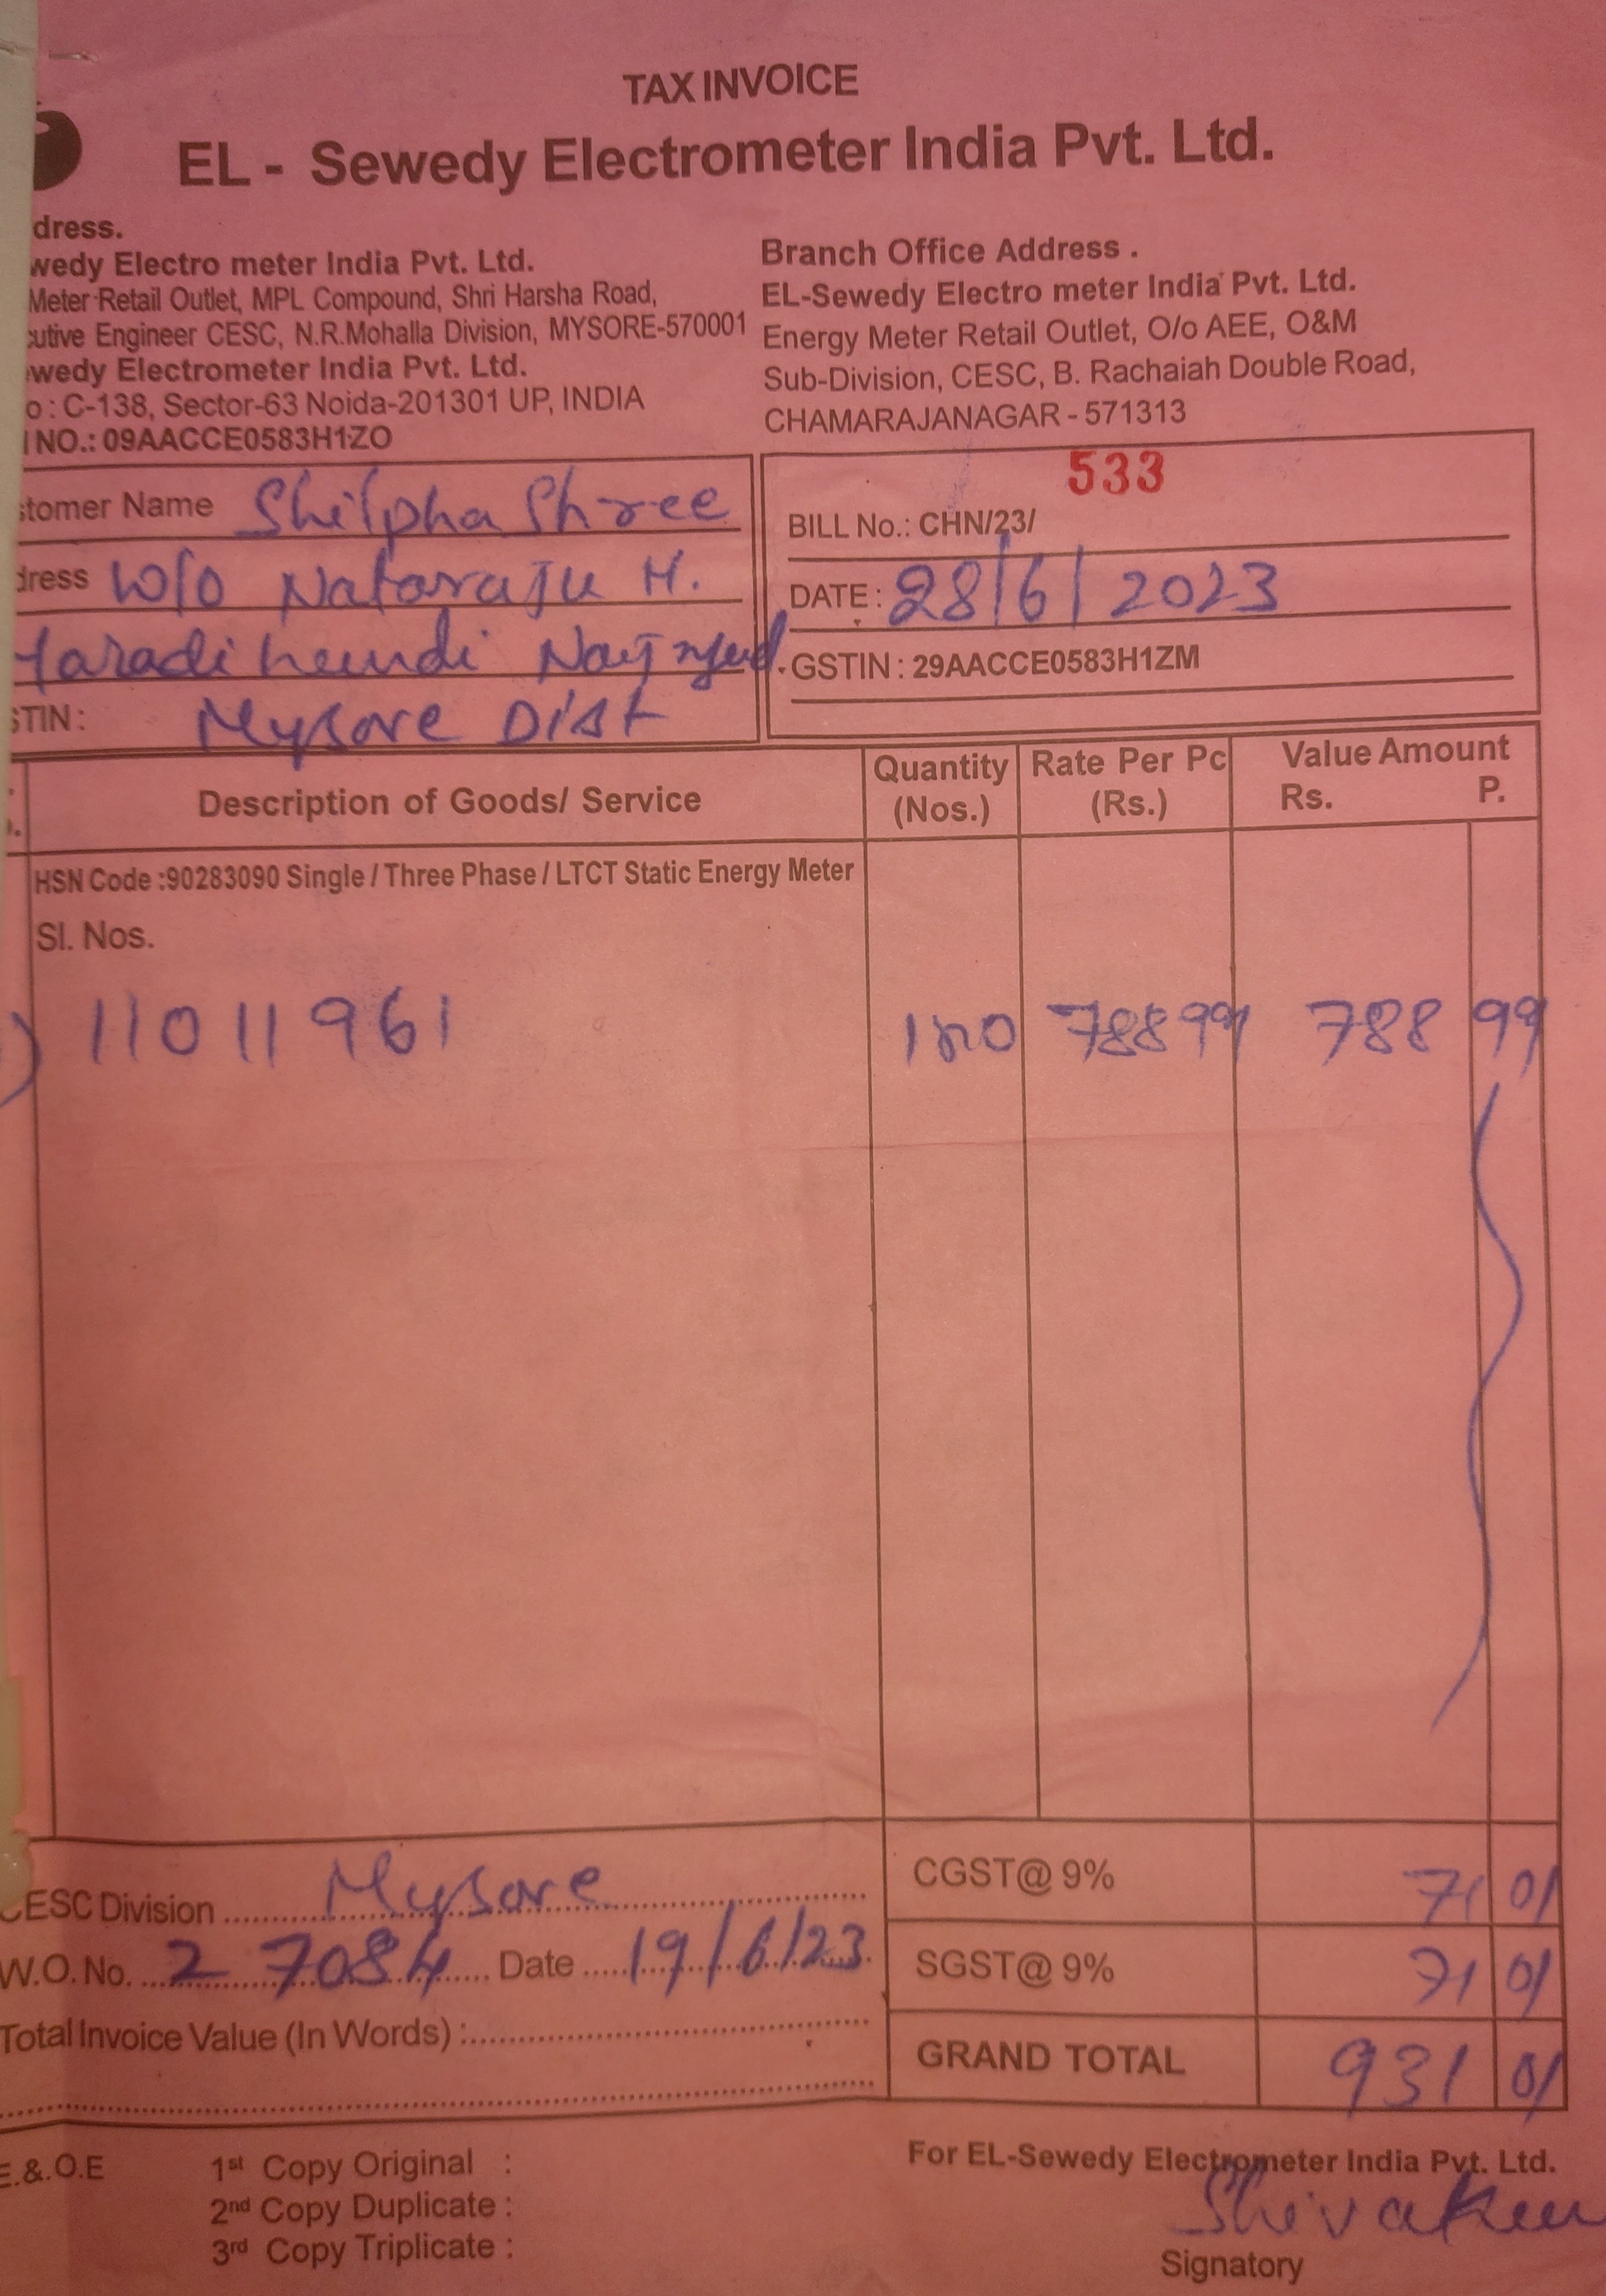 TAX INVOICE
EL - Sewedy Electrometer India Pvt. Ltd.
dress.
wedy Electro meter India Pvt. Ltd.
Meter Retail Outlet, MPL Compound, Shri Harsha Road,
cutive Engineer CESC, N.R.Mohalla Division, MYSORE-570001
wedy Electrometer India Pvt. Ltd.
o : C-138, Sector-63 Noida-201301 UP, INDIA
NO.: 09AACCE0583H1ZO
Branch Office Address .
EL-Sewedy Electro meter India Pvt. Ltd.
Energy Meter Retail Outlet, O/o AEE, O&M
Sub-Division, CESC, B. Rachaiah Double Road,
CHAMARAJANAGAR - 571313
stomer Name Shilpha Shree
dress W/O Nataraju H.
Mysore Dist
STIN :
533
BILL No.: CHN/23/
DATE : 28/6/2023
GSTIN : 29AACCE0583H1ZM
Description of Goods/ Service Quantity (Nos.) Rate Per Pc (Rs.) Value Amount Rs. P.
HSN Code :90283090 Single / Three Phase / LTCT Static Energy Meter
Sl. Nos.
) 11011961 1no 788 99 788 99
CESC Division Mysore
W.O. No. 27084 Date 19/6/23
Total Invoice Value (In Words) :
CGST@ 9% 71 01
SGST@ 9% 71 01
GRAND TOTAL 931 01
E.&.O.E
1st Copy Original :
2nd Copy Duplicate :
3rd Copy Triplicate :
For EL-Sewedy Electrometer India Pvt. Ltd.
Shivakum
Signatory